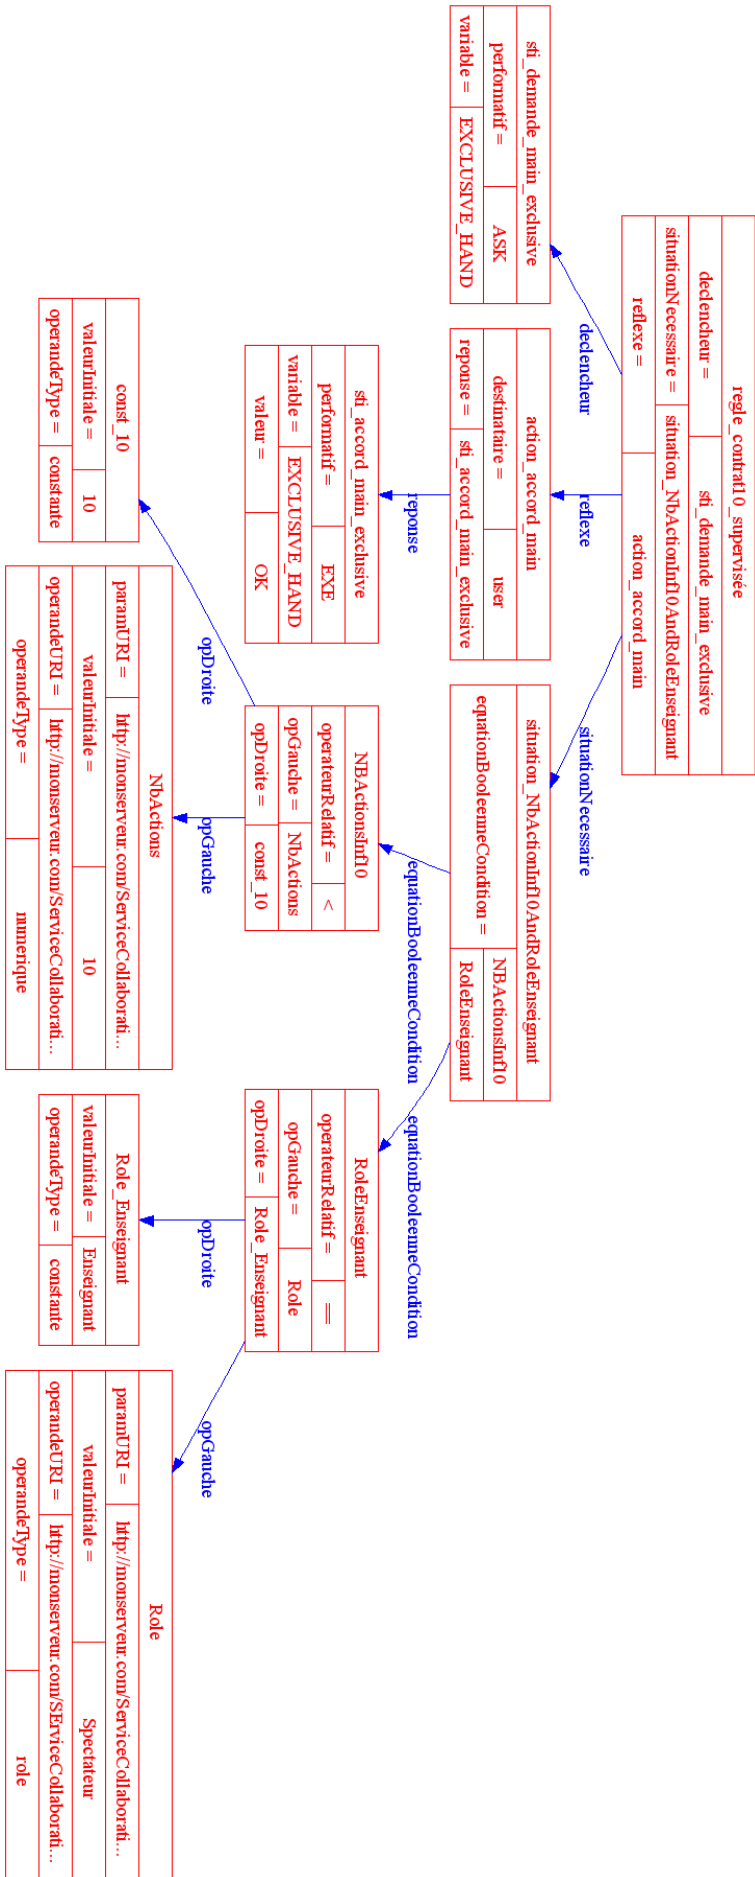 regle_contrat10_supervisée
declencheur = sti_demande_main_exclusive
situationNecessaire = situation_NbActionInf10AndRoleEnseignant
reflexe = action_accord_main
declencheur
reflexe
situationNecessaire
sti_demande_main_exclusive
performatif = ASK
variable = EXCLUSIVE_HAND
action_accord_main
destinataire = user
reponse = sti_accord_main_exclusive
situation_NbActionInf10AndRoleEnseignant
equationBooleenneCondition = NBActionsInf10
RoleEnseignant
reponse
equationBooleenneCondition
equationBooleenneCondition
sti_accord_main_exclusive
performatif = EXE
variable = EXCLUSIVE_HAND
valeur = OK
NBActionsInf10
operateurRelatif = <
opGauche = NbActions
opDroite = const_10
RoleEnseignant
operateurRelatif = ==
opGauche = Role
opDroite = Role_Enseignant
opDroite
opGauche
opDroite
opGauche
const_10
valeurInitiale = 10
operandeType = constante
NbActions
paramURI = http://monserveur.com/ServiceCollaborati...
valeurInitiale = 10
operandeURI = http://monserveur.com/ServiceCollaborati...
operandeType = numerique
Role_Enseignant
valeurInitiale = Enseignant
operandeType = constante
Role
paramURI = http://monserveur.com/ServiceCollaborati...
valeurInitiale = Spectateur
operandeURI = http://monserveur.com/SErviceCollaborati...
operandeType = role